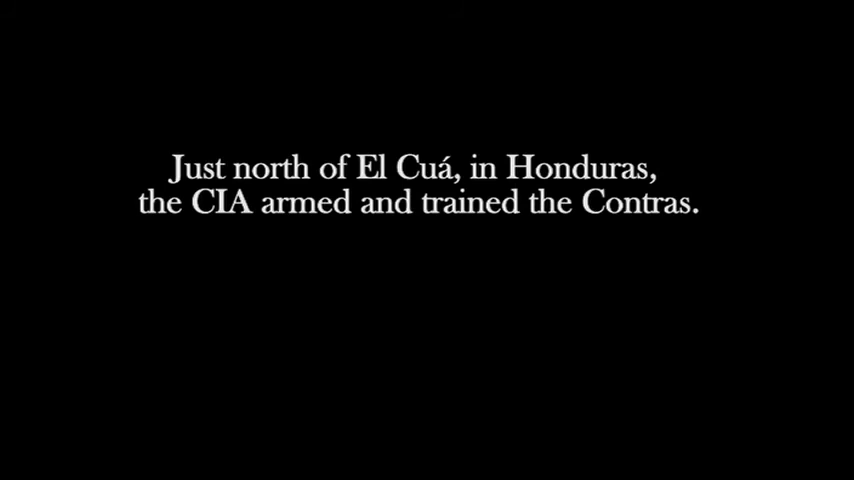 Just north of El Cuá, in Honduras,
the CIA armed and trained the Contras.